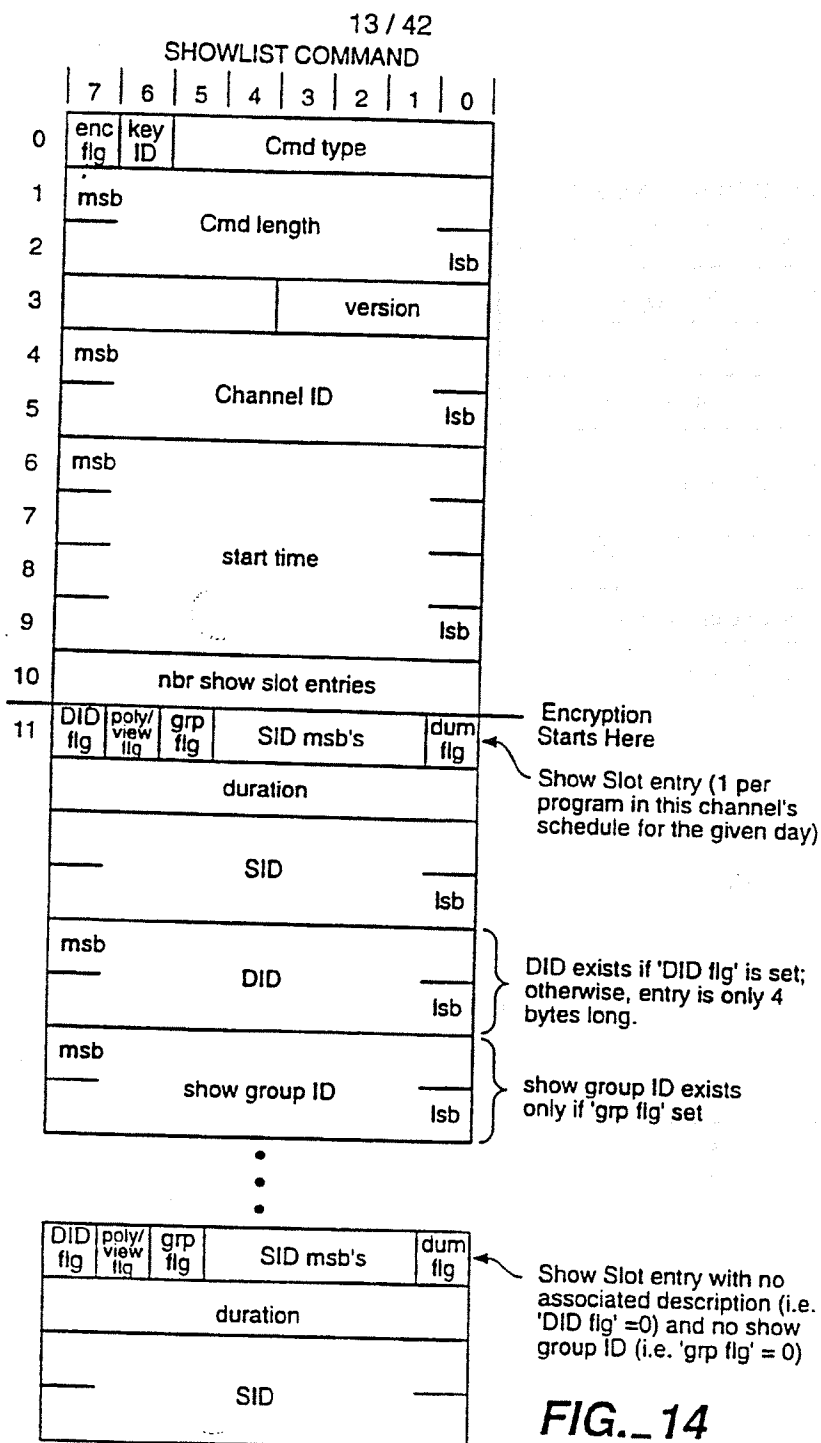 13 / 42
SHOWLIST COMMAND
7 6 5 4 3 2 1 0
0 enc flg key ID Cmd type
1 msb
Cmd length
2 lsb
3 version
4 msb
Channel ID
5 lsb
6 msb
7
start time
8
9 lsb
10 nbr show slot entries
Encryption
Starts Here
11 DID flg poly/view flg grp flg SID msb's dum flg
Show Slot entry (1 per
program in this channel's
schedule for the given day)
duration
SID
lsb
msb
DID
lsb
DID exists if 'DID flg' is set;
otherwise, entry is only 4
bytes long.
msb
show group ID
lsb
show group ID exists
only if 'grp flg' set
DID flg poly/view flg grp flg SID msb's dum flg
Show Slot entry with no
associated description (i.e.
'DID flg' =0) and no show
group ID (i.e. 'grp flg' = 0)
duration
SID
FIG._14